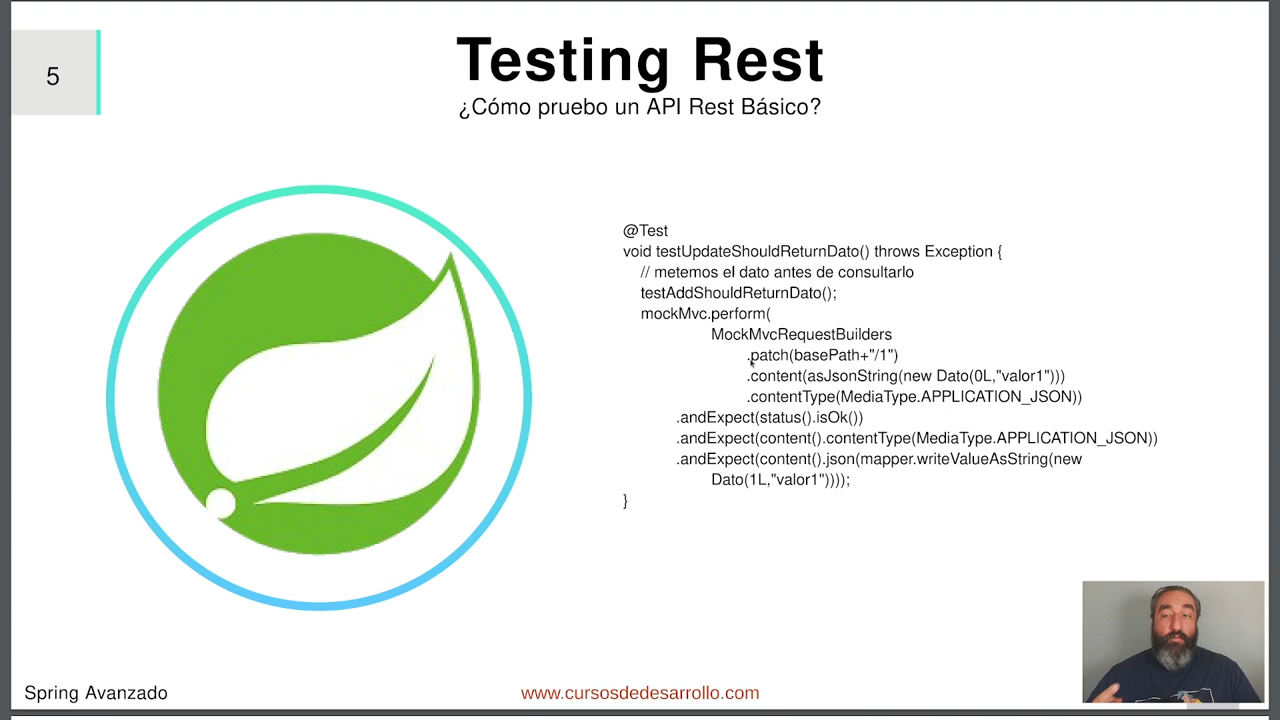 5
Testing Rest
¿Cómo pruebo un API Rest Básico?
@Test
void testUpdateShouldReturnDato() throws Exception {
// metemos el dato antes de consultarlo
testAddShouldReturnDato();
mockMvc.perform(
MockMvcRequestBuilders
.patch(basePath+"/1")
.content(asJsonString(new Dato(0L,"valor1")))
.contentType(MediaType.APPLICATION_JSON))
.andExpect(status().isOk())
.andExpect(content().contentType(MediaType.APPLICATION_JSON))
.andExpect(content().json(mapper.writeValueAsString(new
Dato(1L,"valor1"))));
}
Spring Avanzado
www.cursosdedesarrollo.com